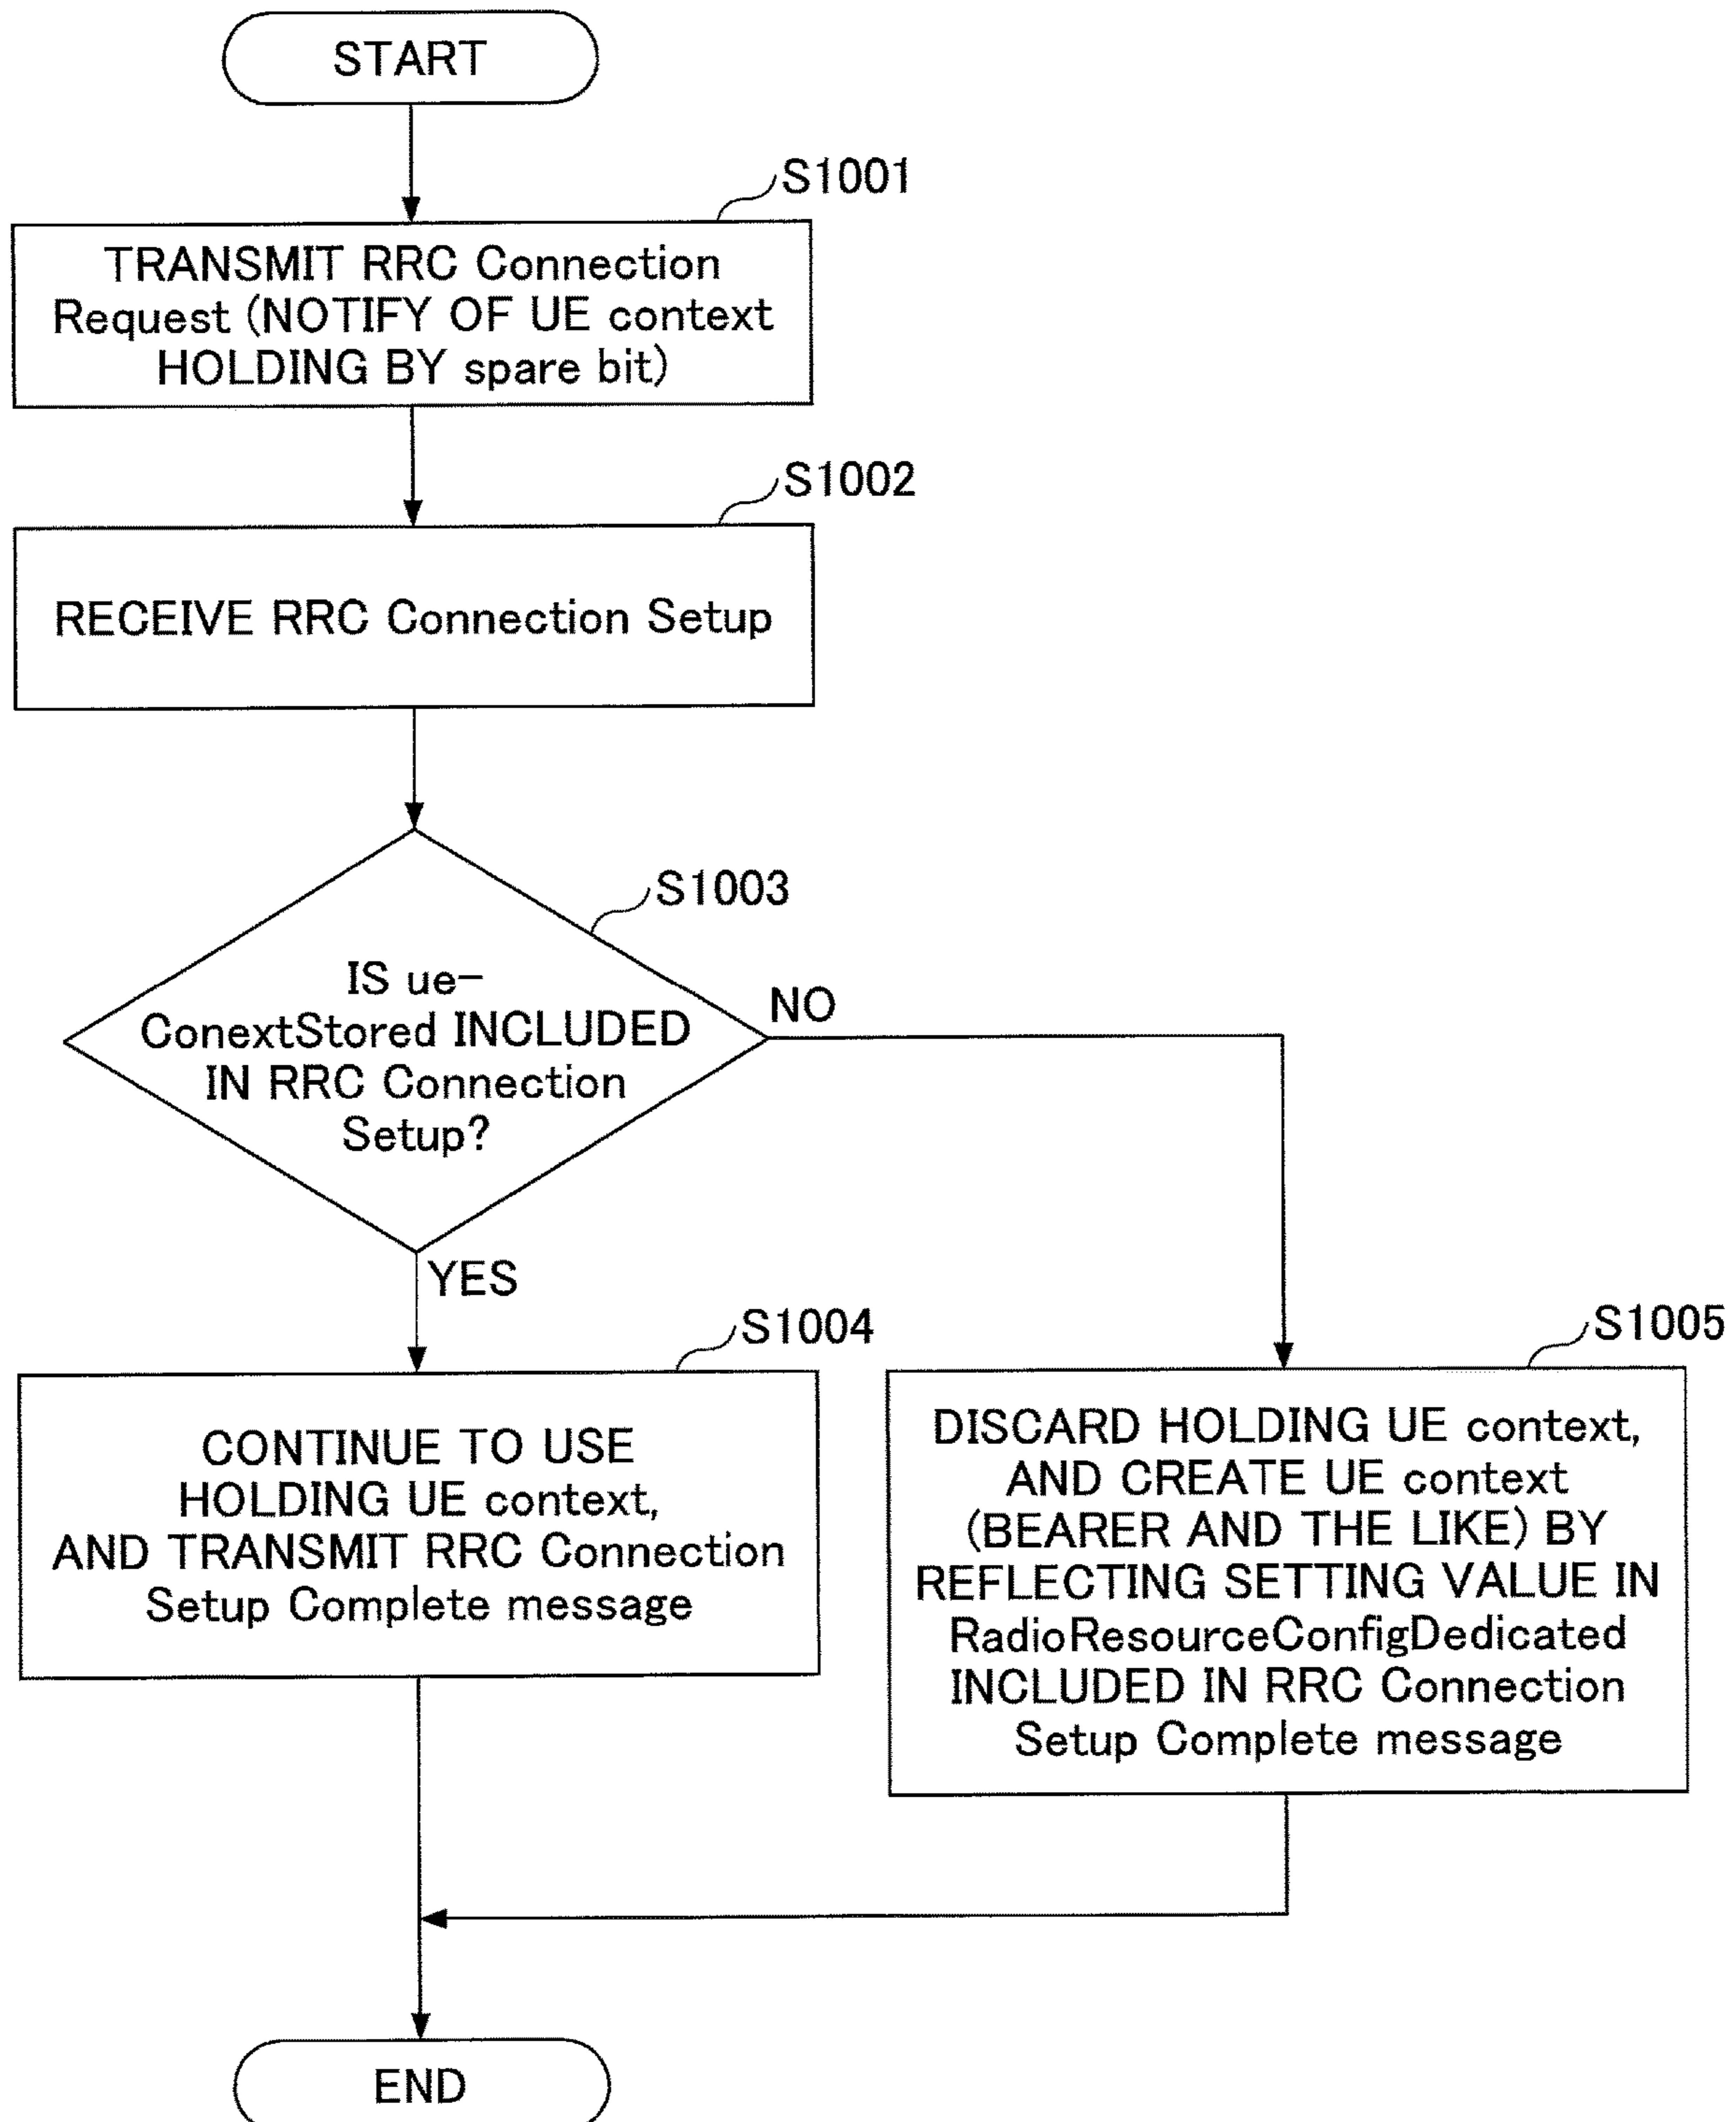 START
S1001
TRANSMIT RRC Connection
Request (NOTIFY OF UE context
HOLDING BY spare bit)
S1002
RECEIVE RRC Connection Setup
S1003
IS ue-
ConextStored INCLUDED
IN RRC Connection
Setup?
NO
YES
S1004
CONTINUE TO USE
HOLDING UE context,
AND TRANSMIT RRC Connection
Setup Complete message
S1005
DISCARD HOLDING UE context,
AND CREATE UE context
(BEARER AND THE LIKE) BY
REFLECTING SETTING VALUE IN
RadioResourceConfigDedicated
INCLUDED IN RRC Connection
Setup Complete message
END